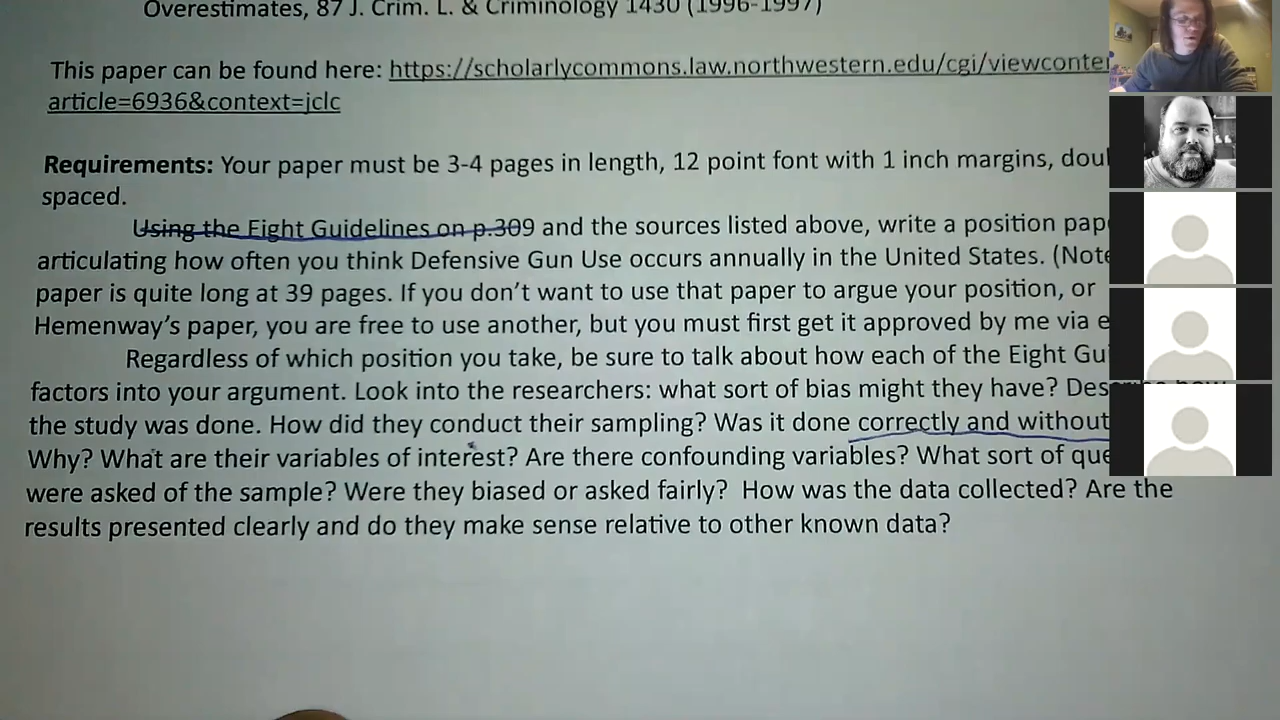 Overestimates, 87 J. Crim. L. & Criminology 1430 (1996-1997)
This paper can be found here: https://scholarlycommons.law.northwestern.edu/cgi/viewconte
article=6936&context=jclc
Requirements: Your paper must be 3-4 pages in length, 12 point font with 1 inch margins, dou
spaced.
Using the Eight Guidelines on p.309 and the sources listed above, write a position pap
articulating how often you think Defensive Gun Use occurs annually in the United States. (Note
paper is quite long at 39 pages. If you don't want to use that paper to argue your position, or
Hemenway's paper, you are free to use another, but you must first get it approved by me via e
Regardless of which position you take, be sure to talk about how each of the Eight Gu
factors into your argument. Look into the researchers: what sort of bias might they have? Des
the study was done. How did they conduct their sampling? Was it done correctly and without
Why? What are their variables of interest? Are there confounding variables? What sort of que
were asked of the sample? Were they biased or asked fairly? How was the data collected? Are the
results presented clearly and do they make sense relative to other known data?